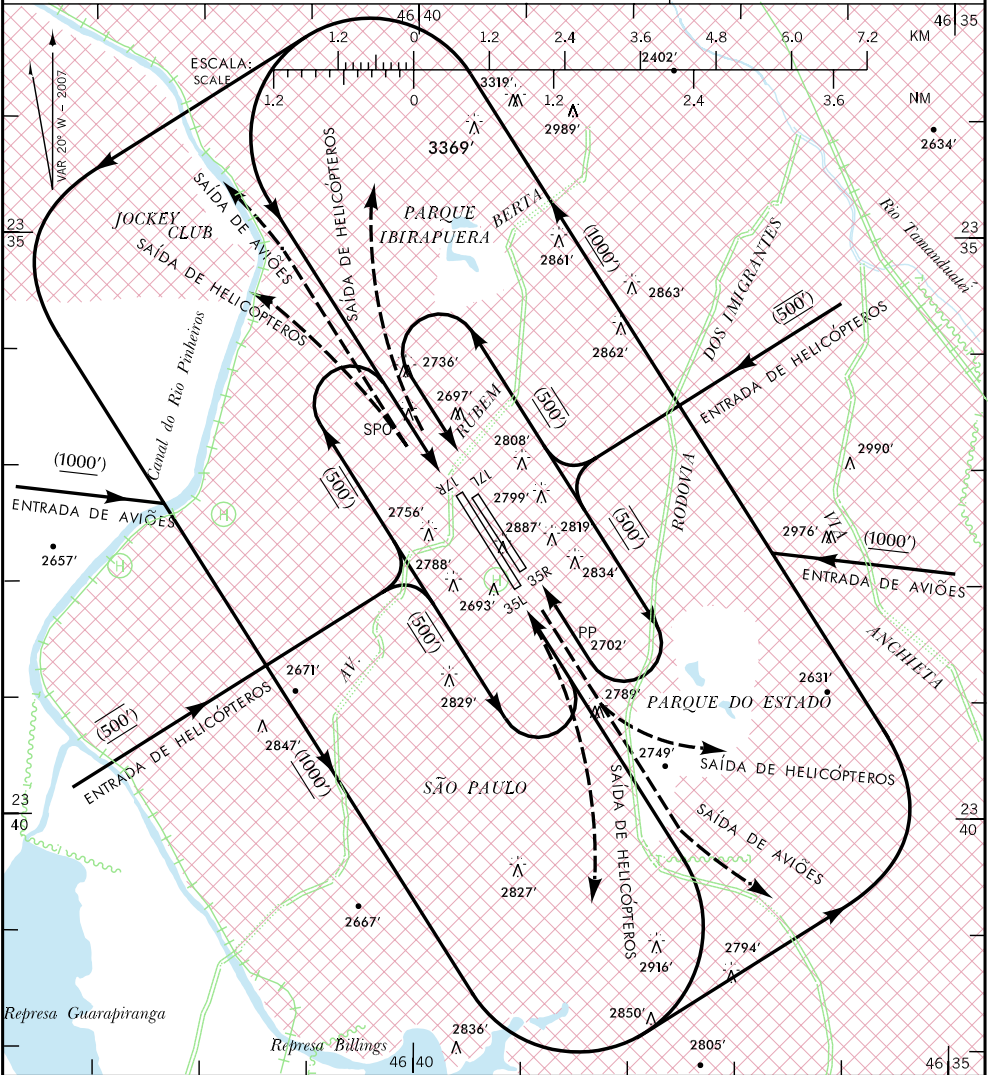 46 40
46 35
ESCALA:
SCALE
1.2
0
1.2
2.4
3.6
4.8
6.0
7.2
KM
1.2
0
1.2
2.4
3.6
NM
2402'
3319'
2989'
3369'
2634'
VAR 20° W - 2007
23
35
23
35
JOCKEY
CLUB
SAÍDA DE AVIÕES
SAÍDA DE HELICÓPTEROS
SAÍDA DE HELICÓPTEROS
PARQUE
IBIRAPUERA
BERTA
RUBEM
AV.
2861'
(1000')
2863'
2862'
DOS IMIGRANTES
RODOVIA
Rio Tamanduateí
(500')
ENTRADA DE HELICÓPTEROS
Canal do Rio Pinheiros
2736'
2697'
SPO
2808'
(500')
2990'
(1000')
ENTRADA DE AVIÕES
2657'
H
H
(500')
17R
17L
2799'
2756'
2887'
2819'
(500')
2788'
2834'
2693'
H
35L
35R
2976'
VIA
(1000')
ENTRADA DE AVIÕES
ANCHIETA
PP
2702'
(500')
2671'
2829'
2789'
PARQUE DO ESTADO
2631'
(500')
ENTRADA DE HELICÓPTEROS
2847'
(1000')
2749'
SAÍDA DE HELICÓPTEROS
SÃO PAULO
SAÍDA DE HELICÓPTEROS
SAÍDA DE AVIÕES
23
40
23
40
2827'
2667'
2916'
2794'
Represa Guarapiranga
2850'
2836'
Represa Billings
2805'
46 40
46 35